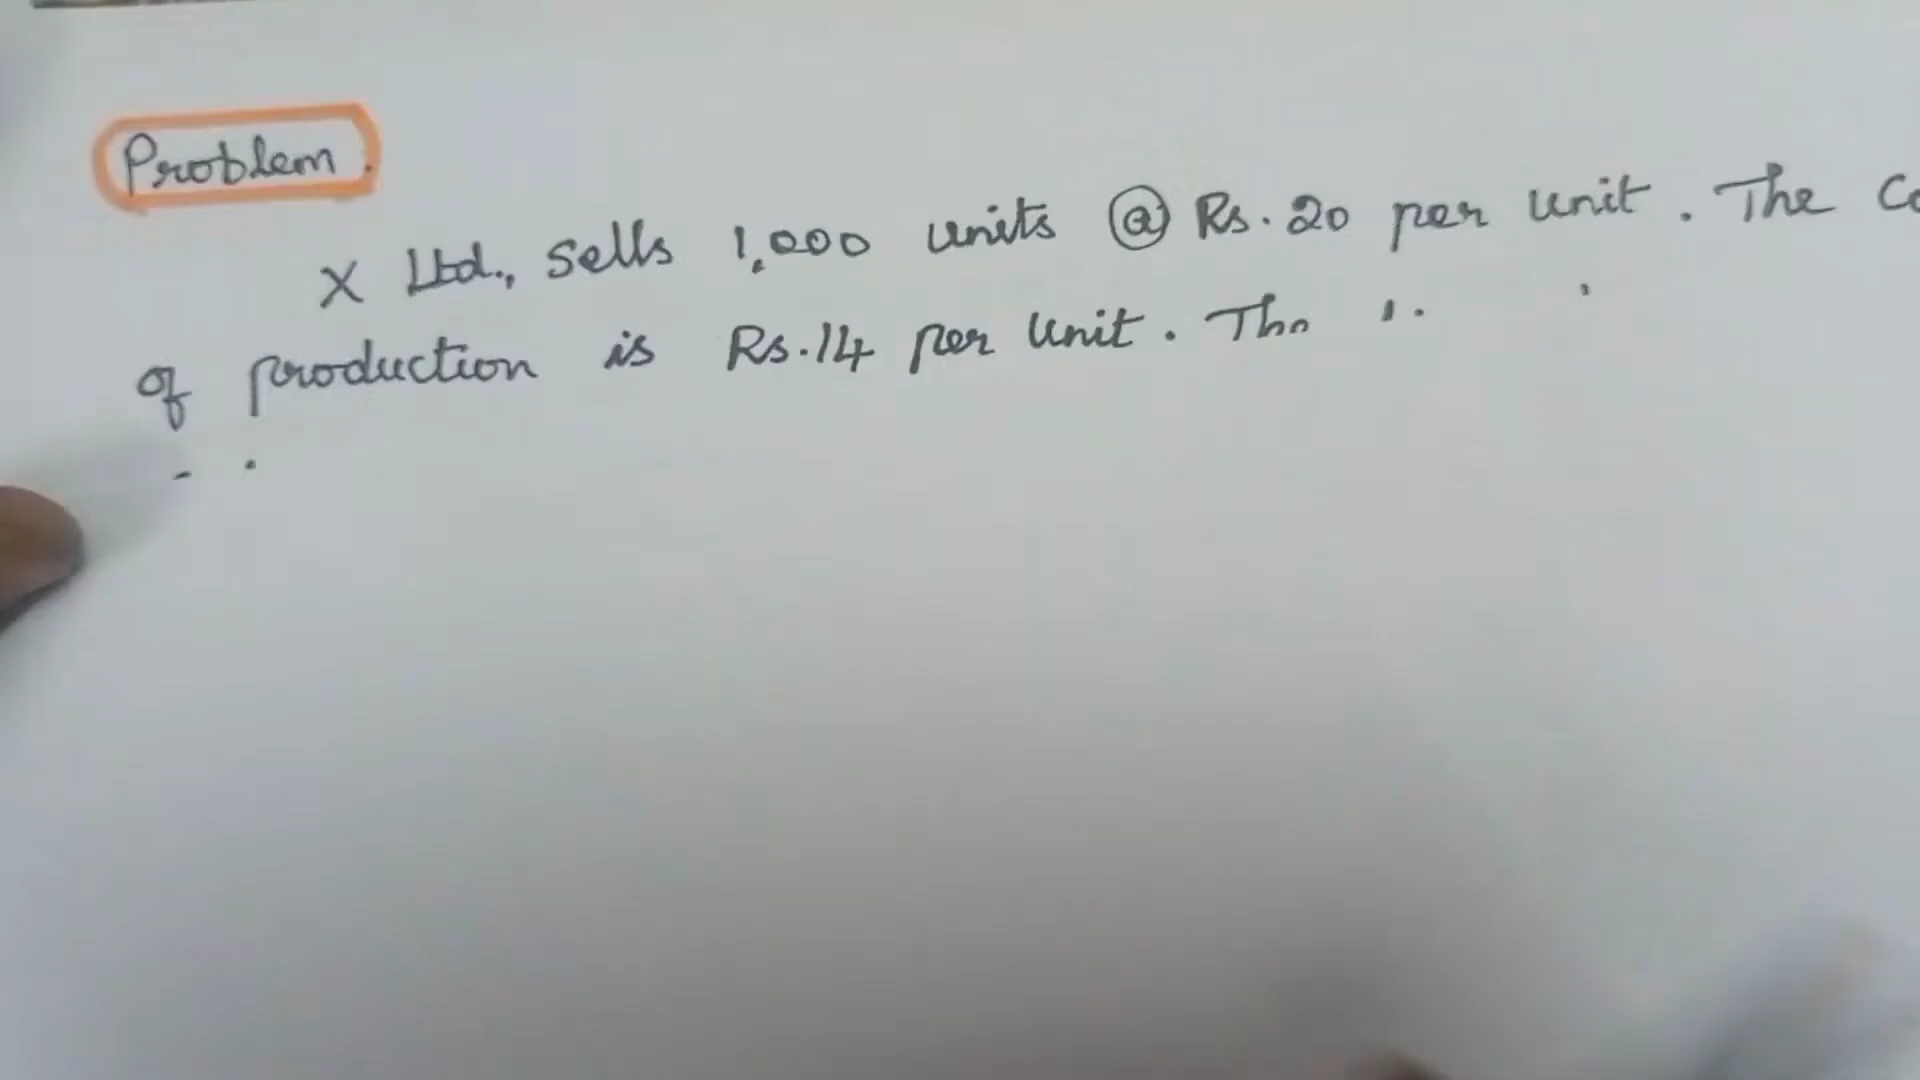 Problem.
X Ltd., sells 1,000 units @ Rs. 20 per unit. The
of production is Rs.14 per unit.